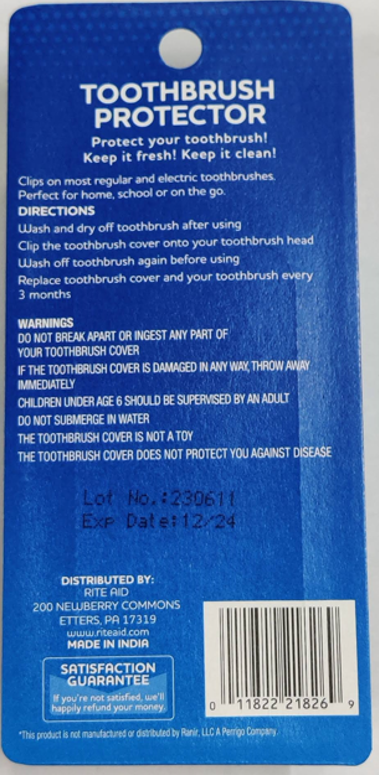 TOOTHBRUSH
PROTECTOR
Protect your toothbrush!
Keep it fresh! Keep it clean!
Clips on most regular and electric toothbrushes.
Perfect for home, school or on the go.
DIRECTIONS
Wash and dry off toothbrush after using
Clip the toothbrush cover onto your toothbrush head
Wash off toothbrush again before using
Replace toothbrush cover and your toothbrush every
3 months
WARNINGS
DO NOT BREAK APART OR INGEST ANY PART OF
YOUR TOOTHBRUSH COVER
IF THE TOOTHBRUSH COVER IS DAMAGED IN ANY WAY, THROW AWAY
IMMEDIATELY
CHILDREN UNDER AGE 6 SHOULD BE SUPERVISED BY AN ADULT
DO NOT SUBMERGE IN WATER
THE TOOTHBRUSH COVER IS NOT A TOY
THE TOOTHBRUSH COVER DOES NOT PROTECT YOU AGAINST DISEASE
Lot No.:230611
Exp Date:12/24
DISTRIBUTED BY:
RITE AID
200 NEWBERRY COMMONS
ETTERS, PA 17319
www.riteaid.com
MADE IN INDIA
SATISFACTION
GUARANTEE
If you're not satisfied, we'll
happily refund your money.
0 11822 21826 9
*This product is not manufactured or distributed by Ranir, LLC A Perrigo Company.